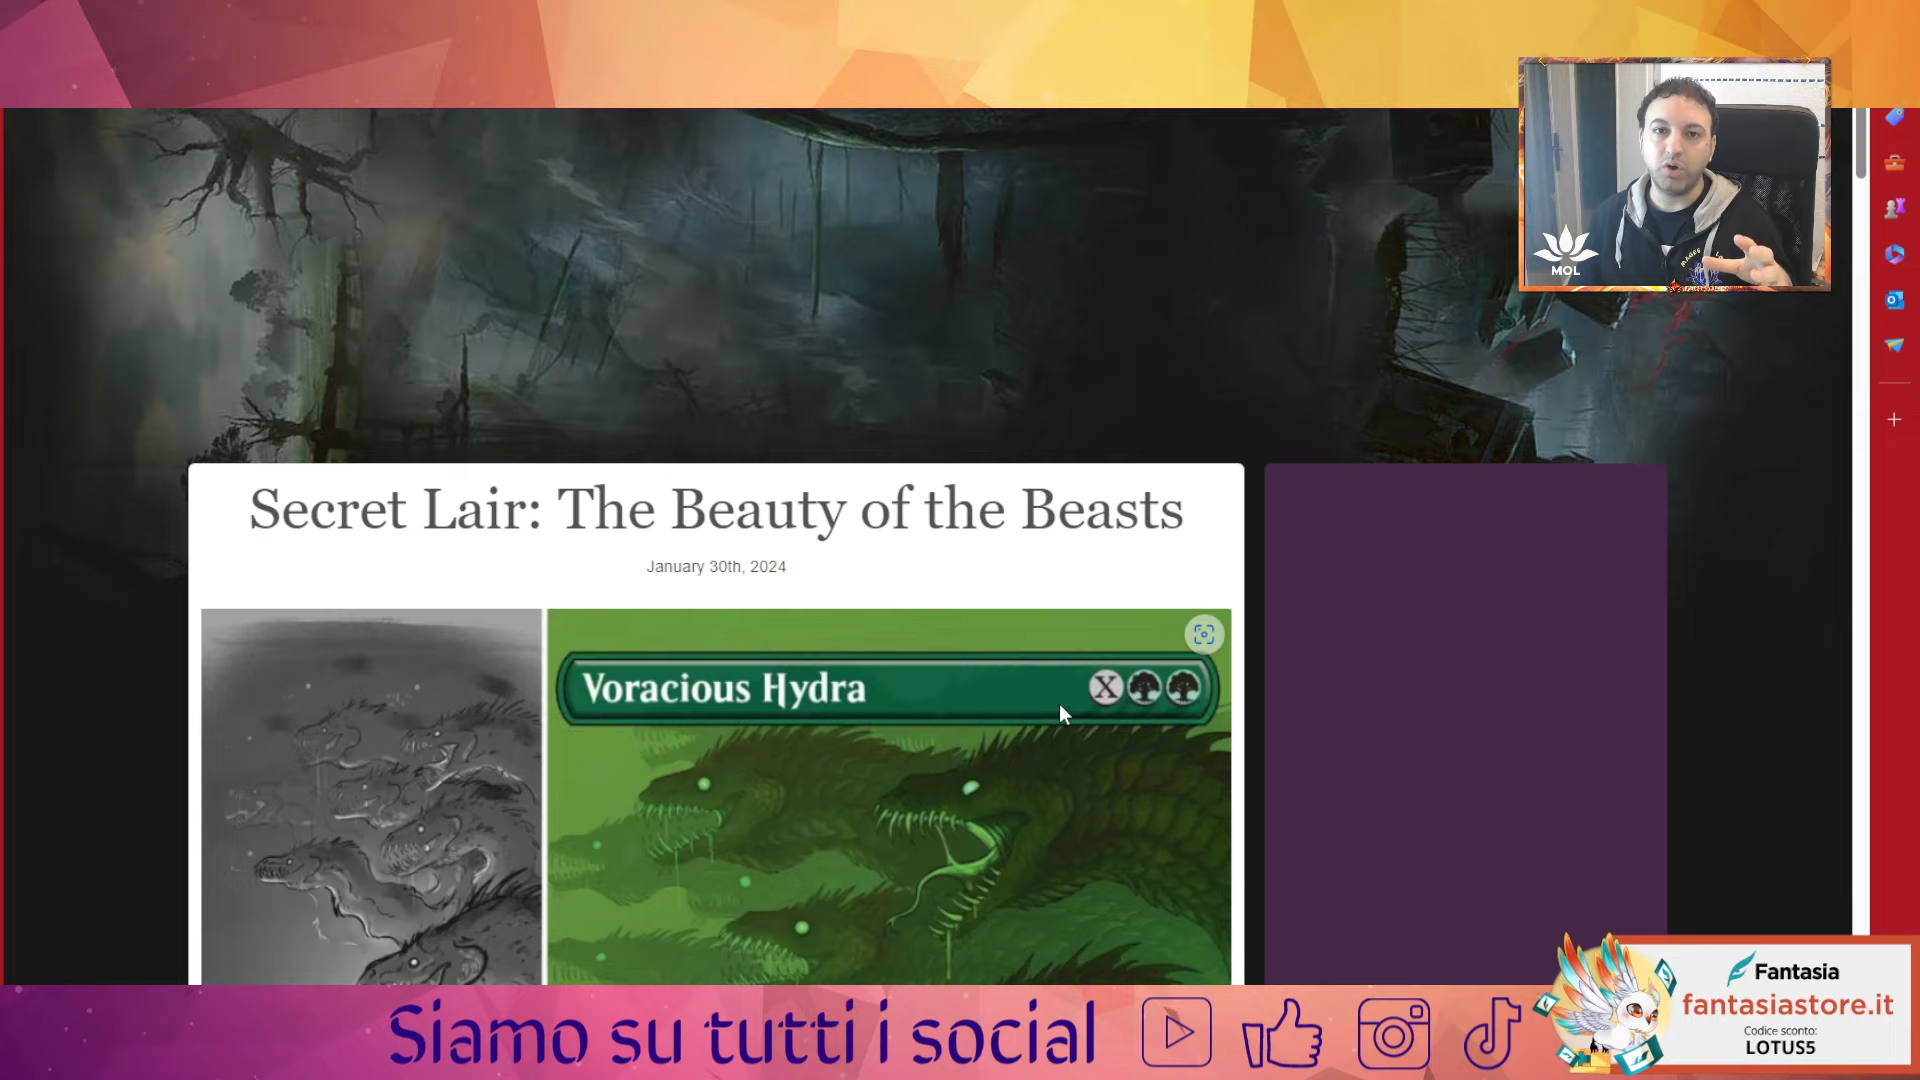 MOL
Secret Lair: The Beauty of the Beasts
January 30th, 2024
Voracious Hydra
X
Siamo su tutti i social
Fantasia
fantasiastore.it
Codice sconto:
LOTUS5